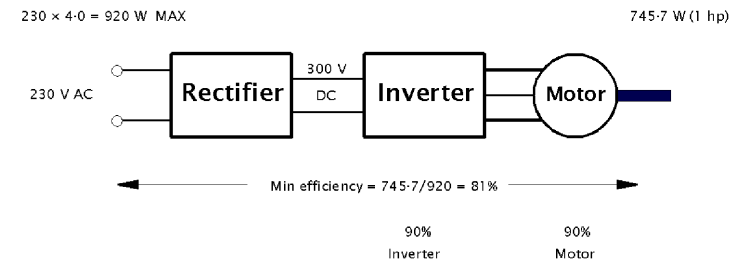 230 × 4·0 = 920 W MAX
745·7 W (1 hp)
230 V AC
Rectifier
300 V
DC
Inverter
Motor
Min efficiency = 745·7/920 = 81%
90%
Inverter
90%
Motor